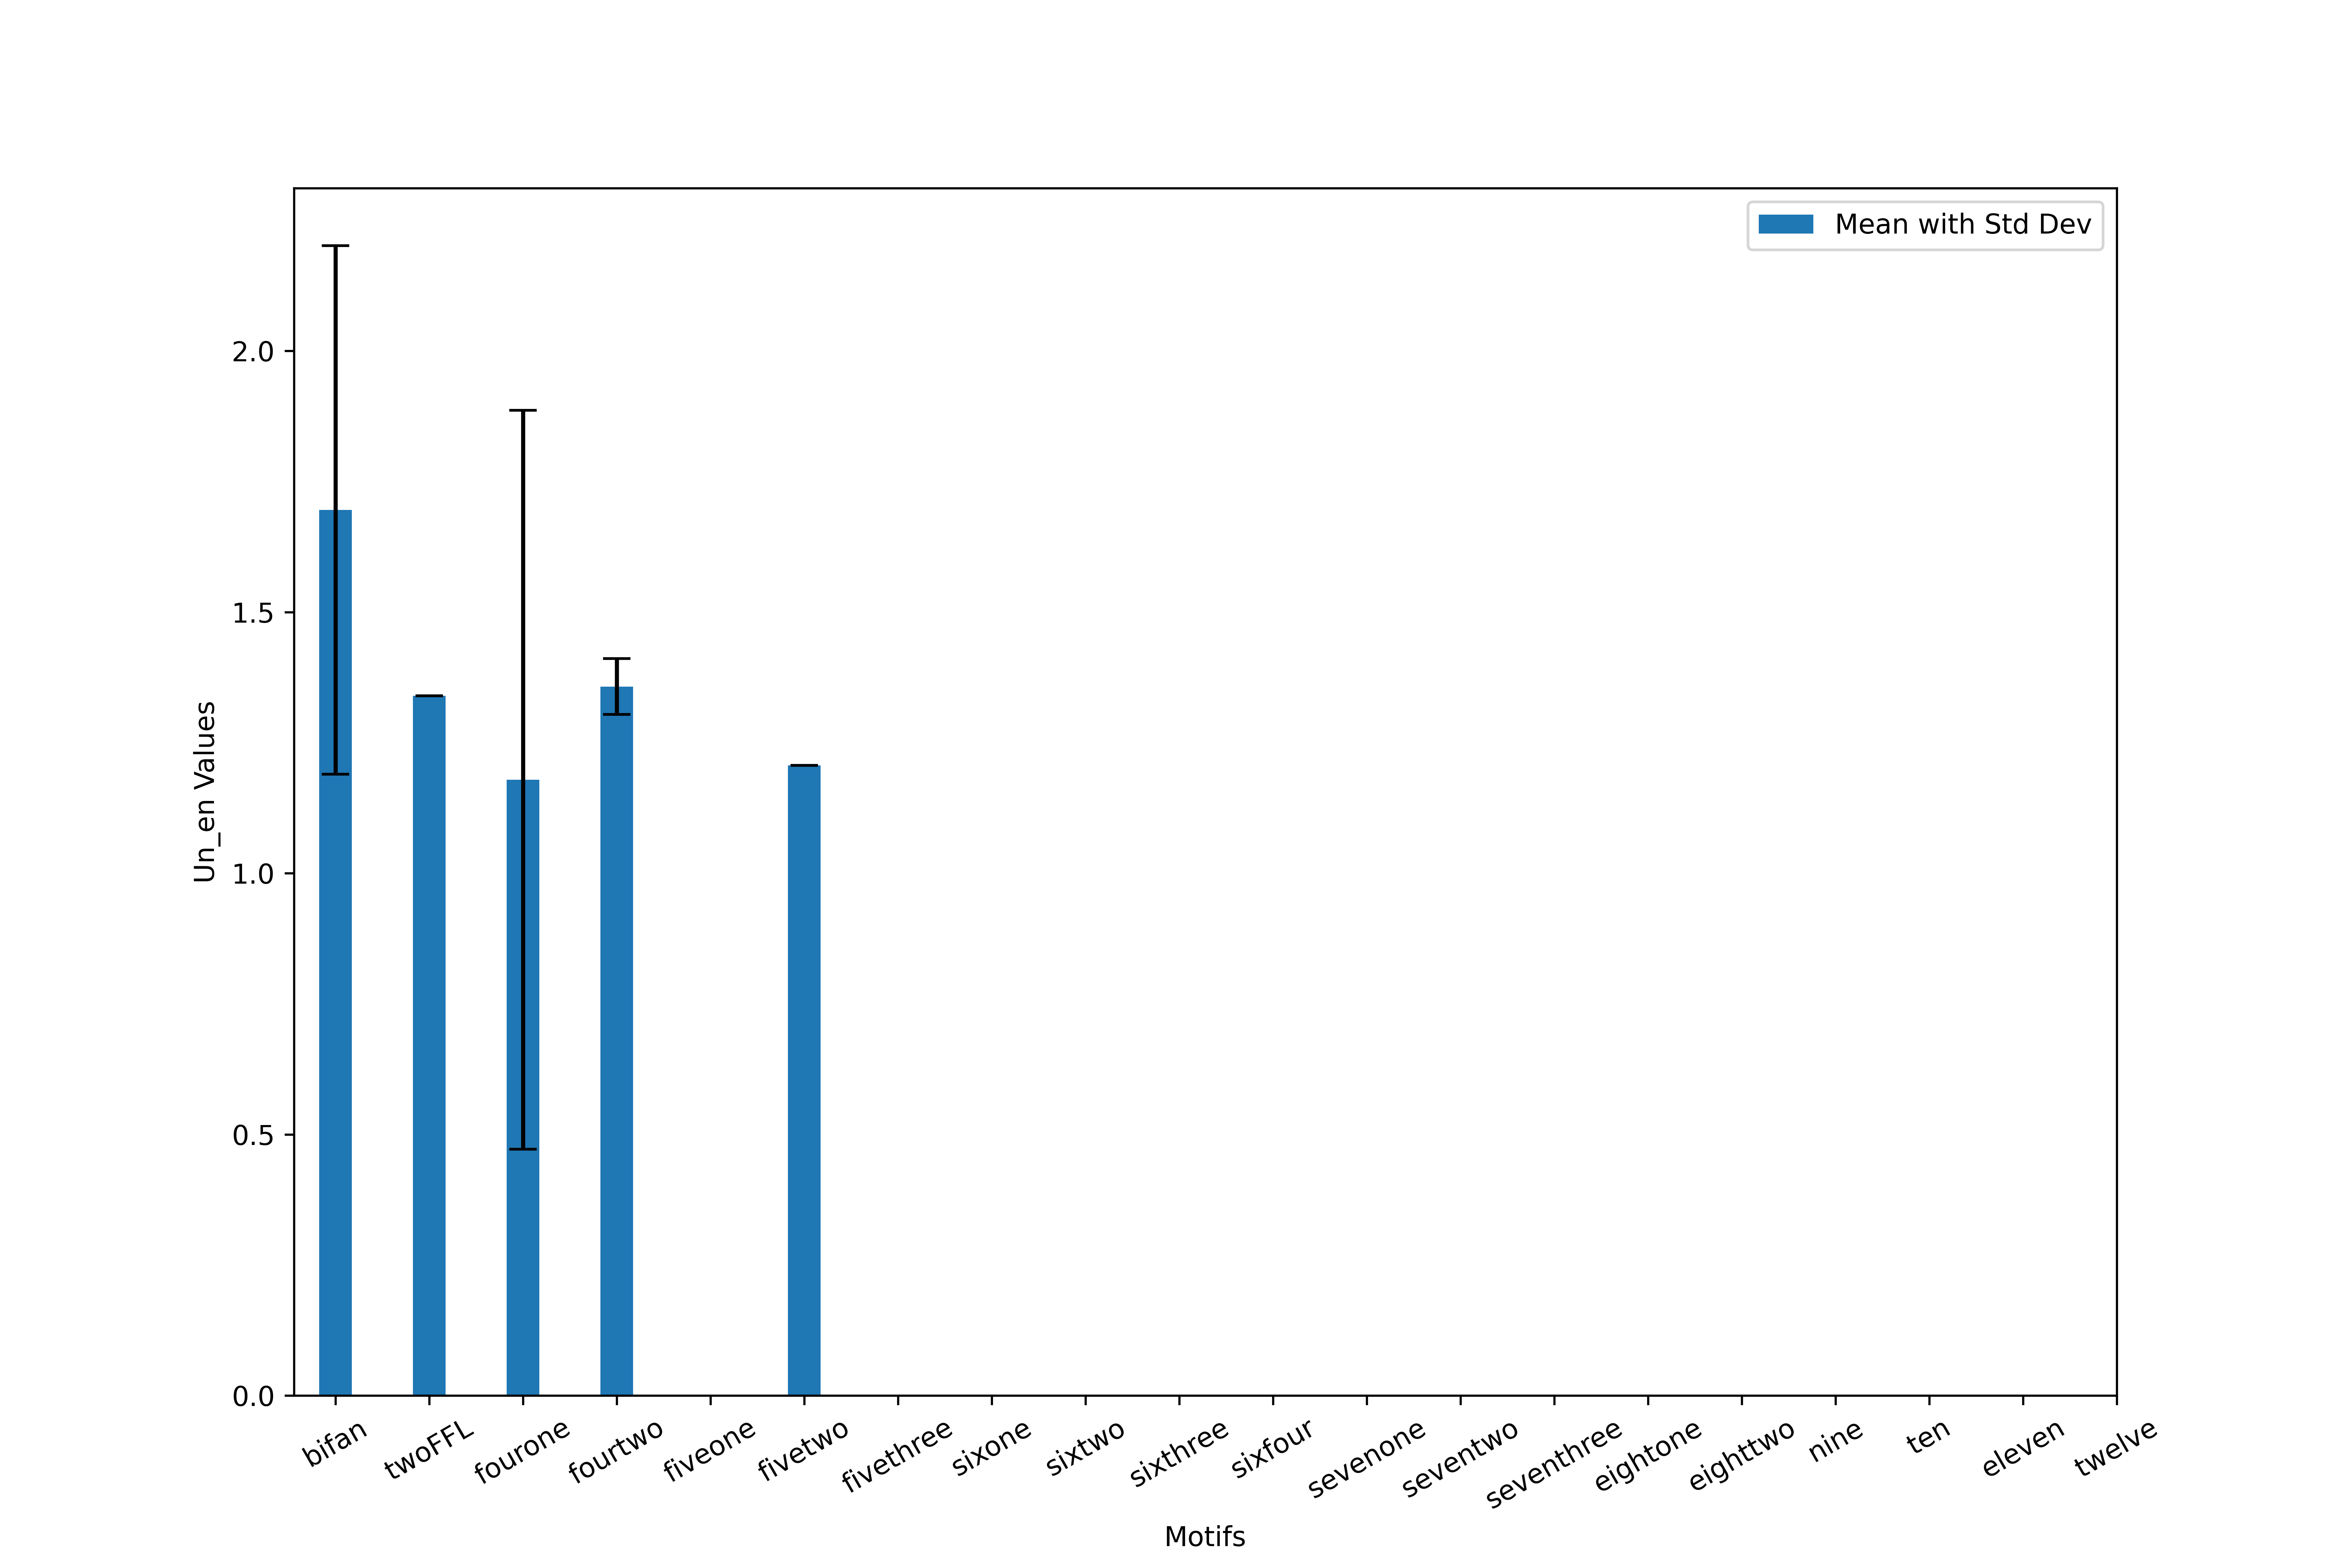 Mean with Std Dev
2.0
1.5
1.0
0.5
0.0
Un_en Values
bifan
twoFFL
fourone
fourtwo
fiveone
fivetwo
fivethree
sixone
sixtwo
sixthree
sixfour
sevenone
seventwo
seventhree
eightone
eighttwo
nine
ten
eleven
twelve
Motifs